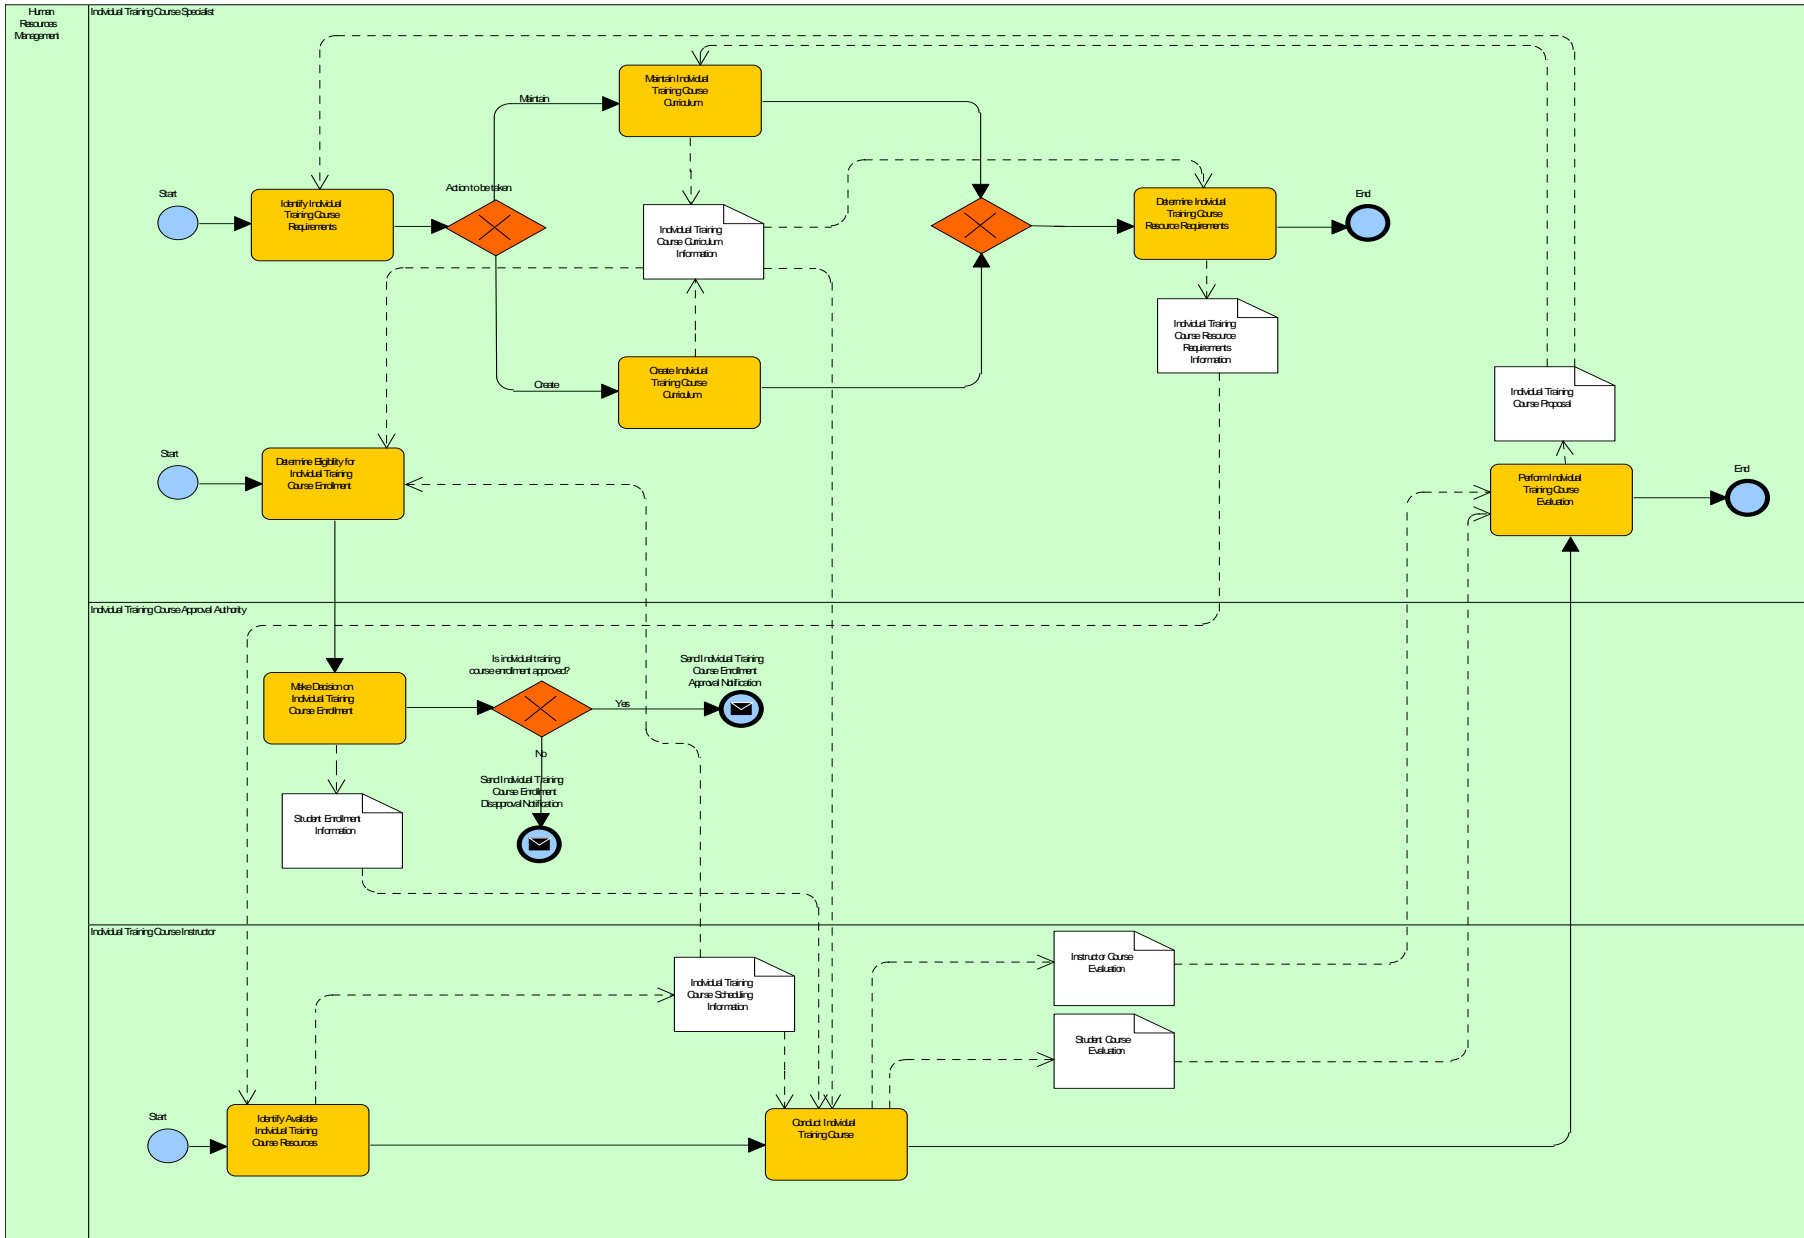 Human
Resources
Management
Individual Training Course Specialist
Maintain Individual
Training Course
Curriculum
Maintain
Start
Identify Individual
Training Course
Requirements
Action to be taken.
Individual Training
Course Curriculum
Information
Determine Individual
Training Course
Resource Requirements
End
Individual Training
Course Resource
Requirements
Information
Create
Create Individual
Training Course
Curriculum
Individual Training
Course Proposal
Start
Determine Eligibility for
Individual Training
Course Enrollment
Perform Individual
Training Course
Evaluation
End
Individual Training Course Approval Authority
Make Decision on
Individual Training
Course Enrollment
Is individual training
course enrollment approved?
Yes
Send Individual Training
Course Enrollment
Approval Notification
No
Send Individual Training
Course Enrollment
Disapproval Notification
Student Enrollment
Information
Individual Training Course Instructor
Individual Training
Course Scheduling
Information
Instructor Course
Evaluation
Student Course
Evaluation
Start
Identify Available
Individual Training
Course Resources
Conduct Individual
Training Course